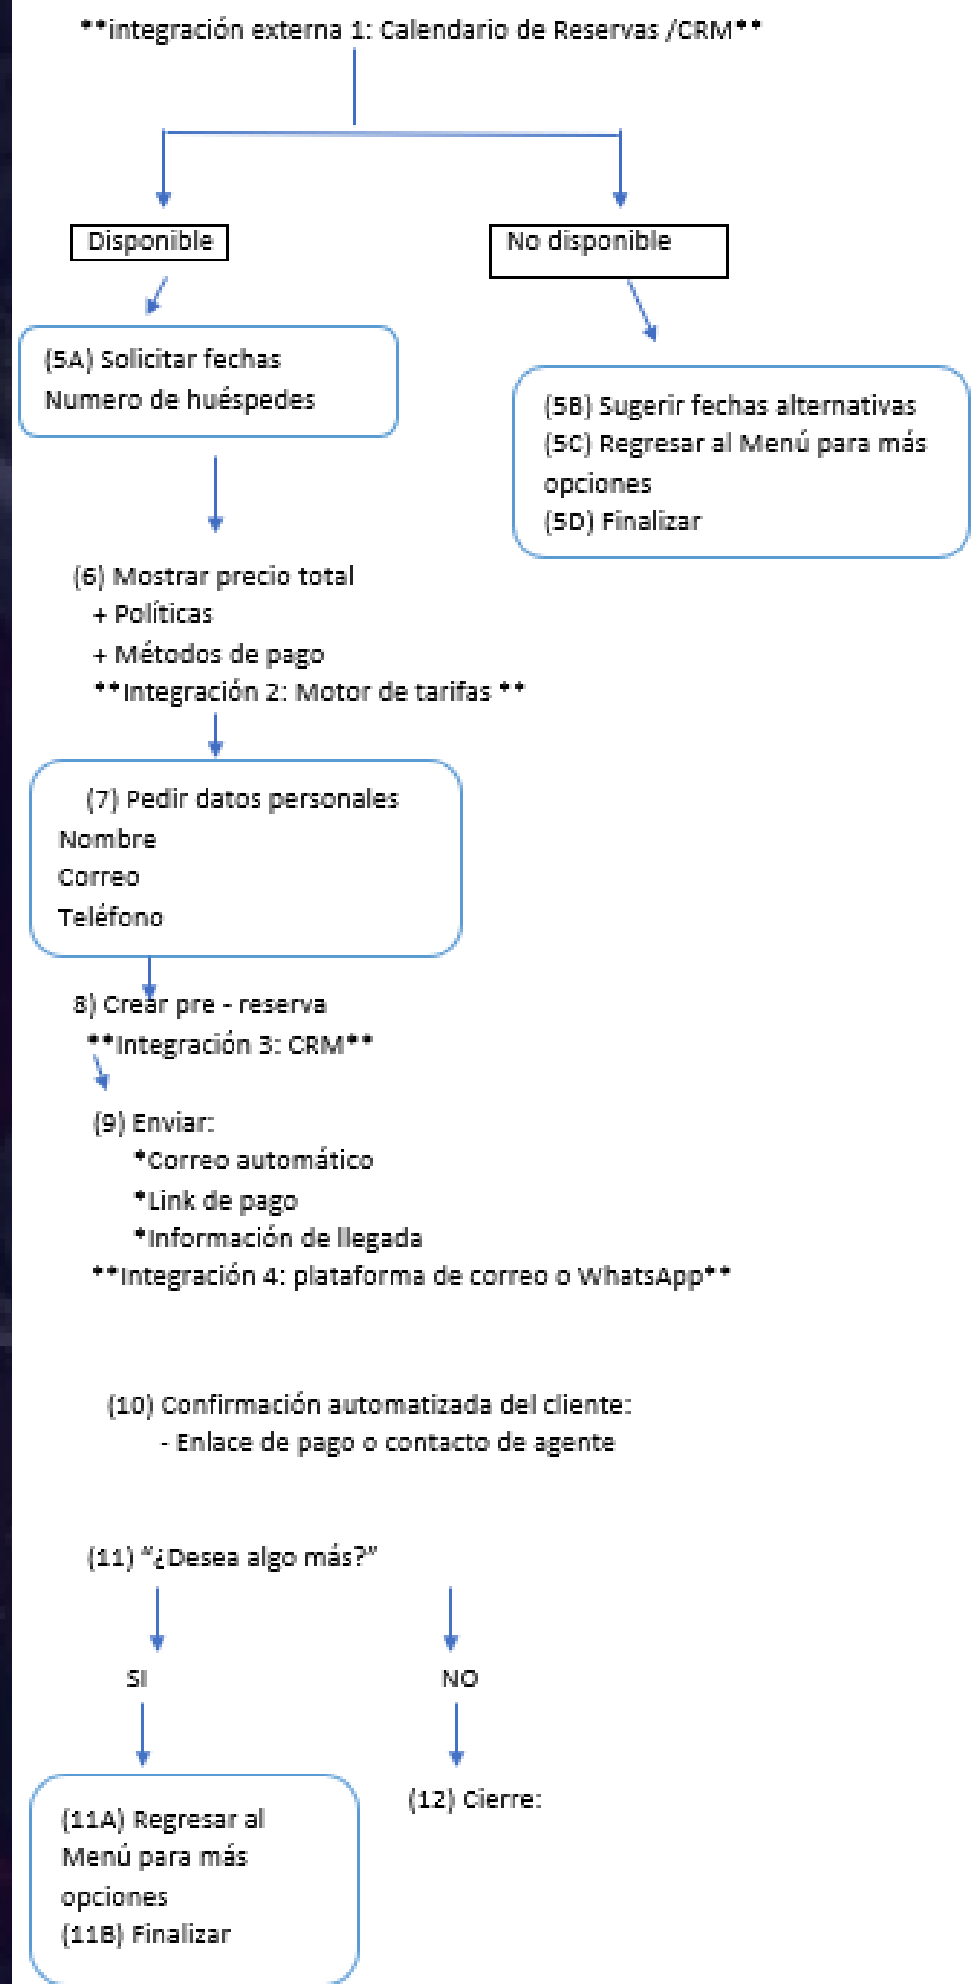 **integración externa 1: Calendario de Reservas /CRM**
Disponible
No disponible
(5A) Solicitar fechas
Numero de huéspedes
(5B) Sugerir fechas alternativas
(5C) Regresar al Menú para más
opciones
(5D) Finalizar
(6) Mostrar precio total
+ Políticas
+ Métodos de pago
**Integración 2: Motor de tarifas **
(7) Pedir datos personales
Nombre
Correo
Teléfono
8) Crear pre - reserva
**Integración 3: CRM**
(9) Enviar:
*Correo automático
*Link de pago
*Información de llegada
**Integración 4: plataforma de correo o WhatsApp**
(10) Confirmación automatizada del cliente:
- Enlace de pago o contacto de agente
(11) “¿Desea algo más?”
SI
NO
(12) Cierre:
(11A) Regresar al
Menú para más
opciones
(11B) Finalizar